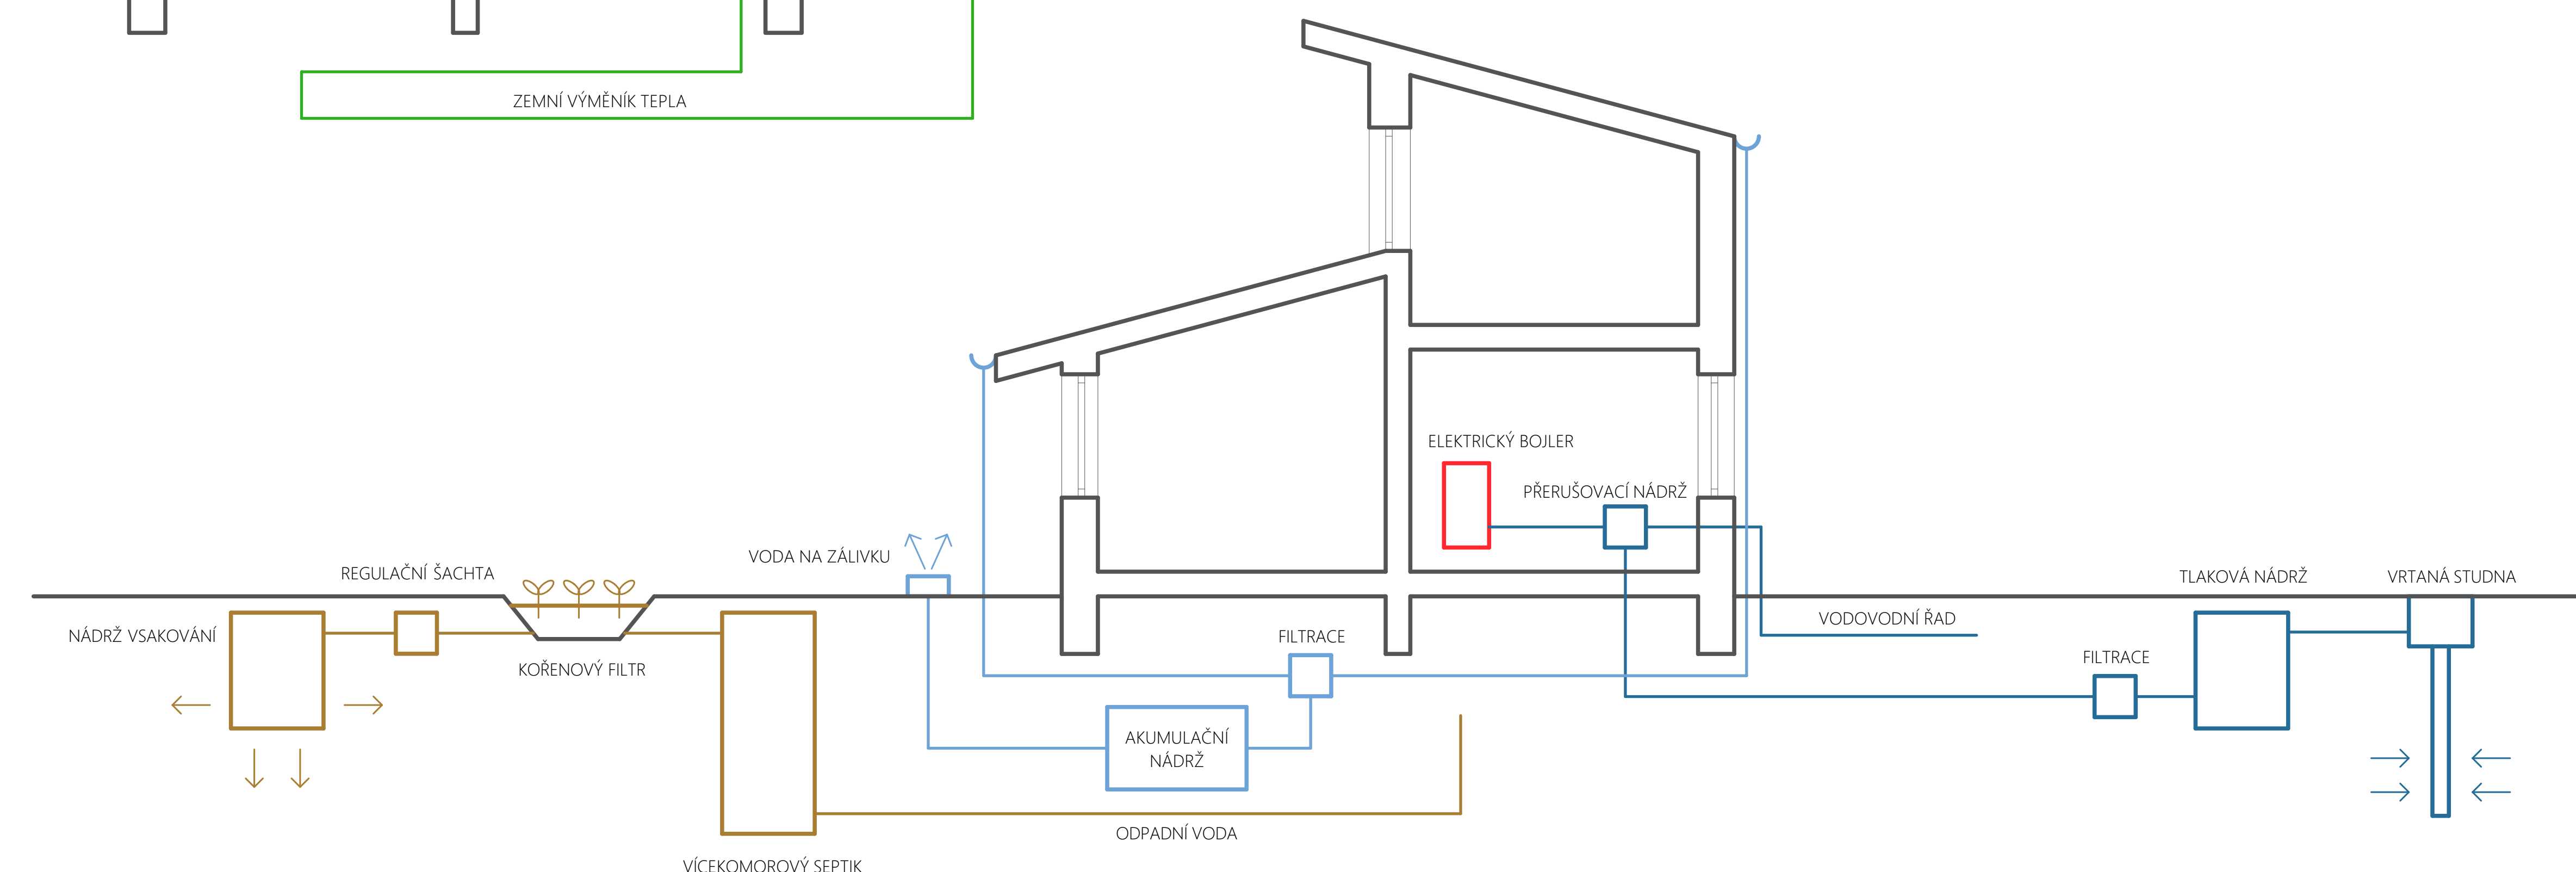 ZEMNÍ VÝMĚNÍK TEPLA
ELEKTRICKÝ BOJLER
PŘERUŠOVACÍ NÁDRŽ
VODA NA ZÁLIVKU
REGULAČNÍ ŠACHTA
TLAKOVÁ NÁDRŽ
VRTANÁ STUDNA
VODOVODNÍ ŘAD
NÁDRŽ VSAKOVÁNÍ
FILTRACE
FILTRACE
KOŘENOVÝ FILTR
AKUMULAČNÍ
NÁDRŽ
ODPADNÍ VODA
VÍCEKOMOROVÝ SEPTIK